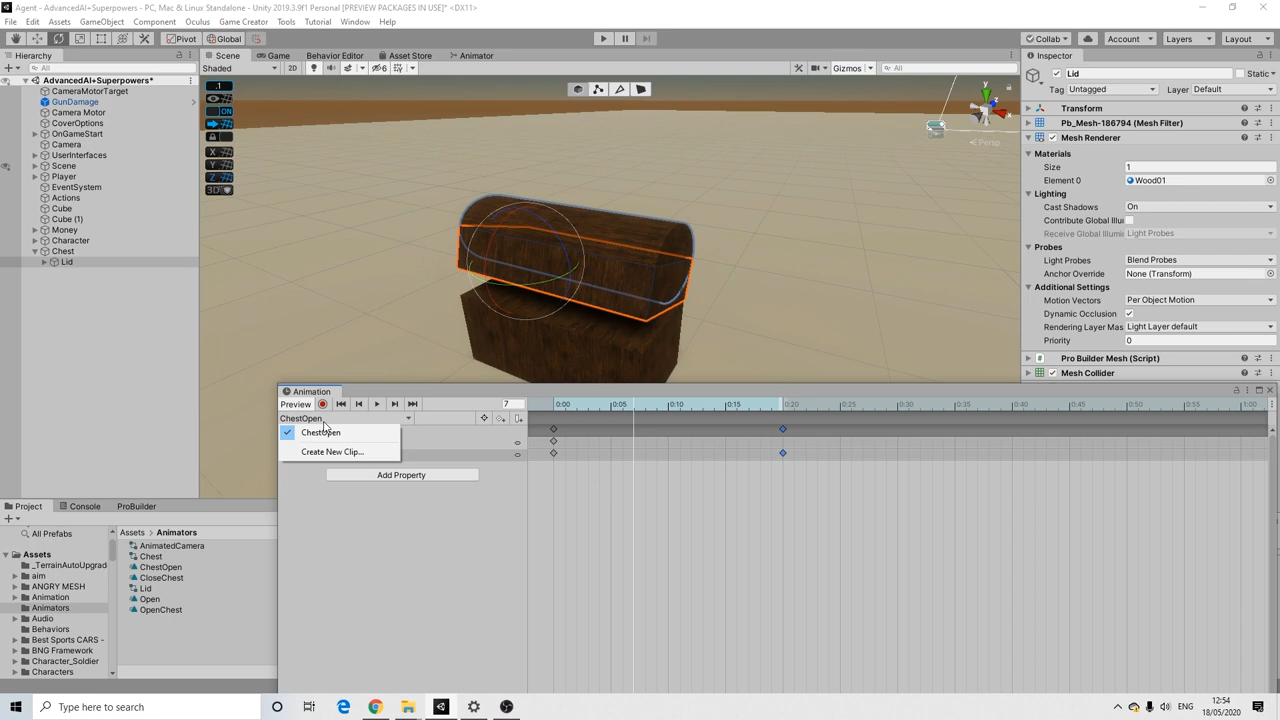 Agent - AdvancedAI+Superpowers - PC, Mac & Linux Standalone - Unity 2019.3.9f1 Personal [PREVIEW PACKAGES IN USE]* <DX11>
File Edit Assets GameObject Component Oculus Game Creator Tools Tutorial Window Help
Pivot Global Collab Account Layers Layout
Hierarchy Scene Game Behavior Editor Asset Store Animator Inspector
All Shaded 2D 6 Gizmos All Lid Static
AdvancedAI+Superpowers*
CameraMotorTarget
GunDamage
Camera Motor
CoverOptions
OnGameStart
Camera
UserInterfaces
Scene
Player
EventSystem
Actions
Cube
Cube (1)
Money
Character
Chest
Lid
.1
ON
X
Y
Z
3D
y
x
Persp
Tag Untagged Layer Default
Transform
Pb_Mesh-186794 (Mesh Filter)
Mesh Renderer
Materials
Size 1
Element 0 Wood01
Lighting
Cast Shadows On
Contribute Global Illu
Receive Global Illumi Light Probes
Probes
Light Probes Blend Probes
Anchor Override None (Transform)
Additional Settings
Motion Vectors Per Object Motion
Dynamic Occlusion
Rendering Layer Mas Light Layer default
Priority 0
Pro Builder Mesh (Script)
Mesh Collider
Animation
Preview 7 0:00 0:05 0:10 0:15 0:20 0:25 0:30 0:35 0:40 0:45 0:50 0:55 1:00
ChestOpen
ChestOpen
Create New Clip...
Add Property
Project Console ProBuilder
All Prefabs
Assets
_TerrainAutoUpgrad
aim
ANGRY MESH
Animation
Animators
Audio
Behaviors
Best Sports CARS -
BNG Framework
Character_Soldier
Characters
Assets > Animators
AnimatedCamera
Chest
ChestOpen
CloseChest
Lid
Open
OpenChest
Type here to search
ENG
12:54
18/05/2020